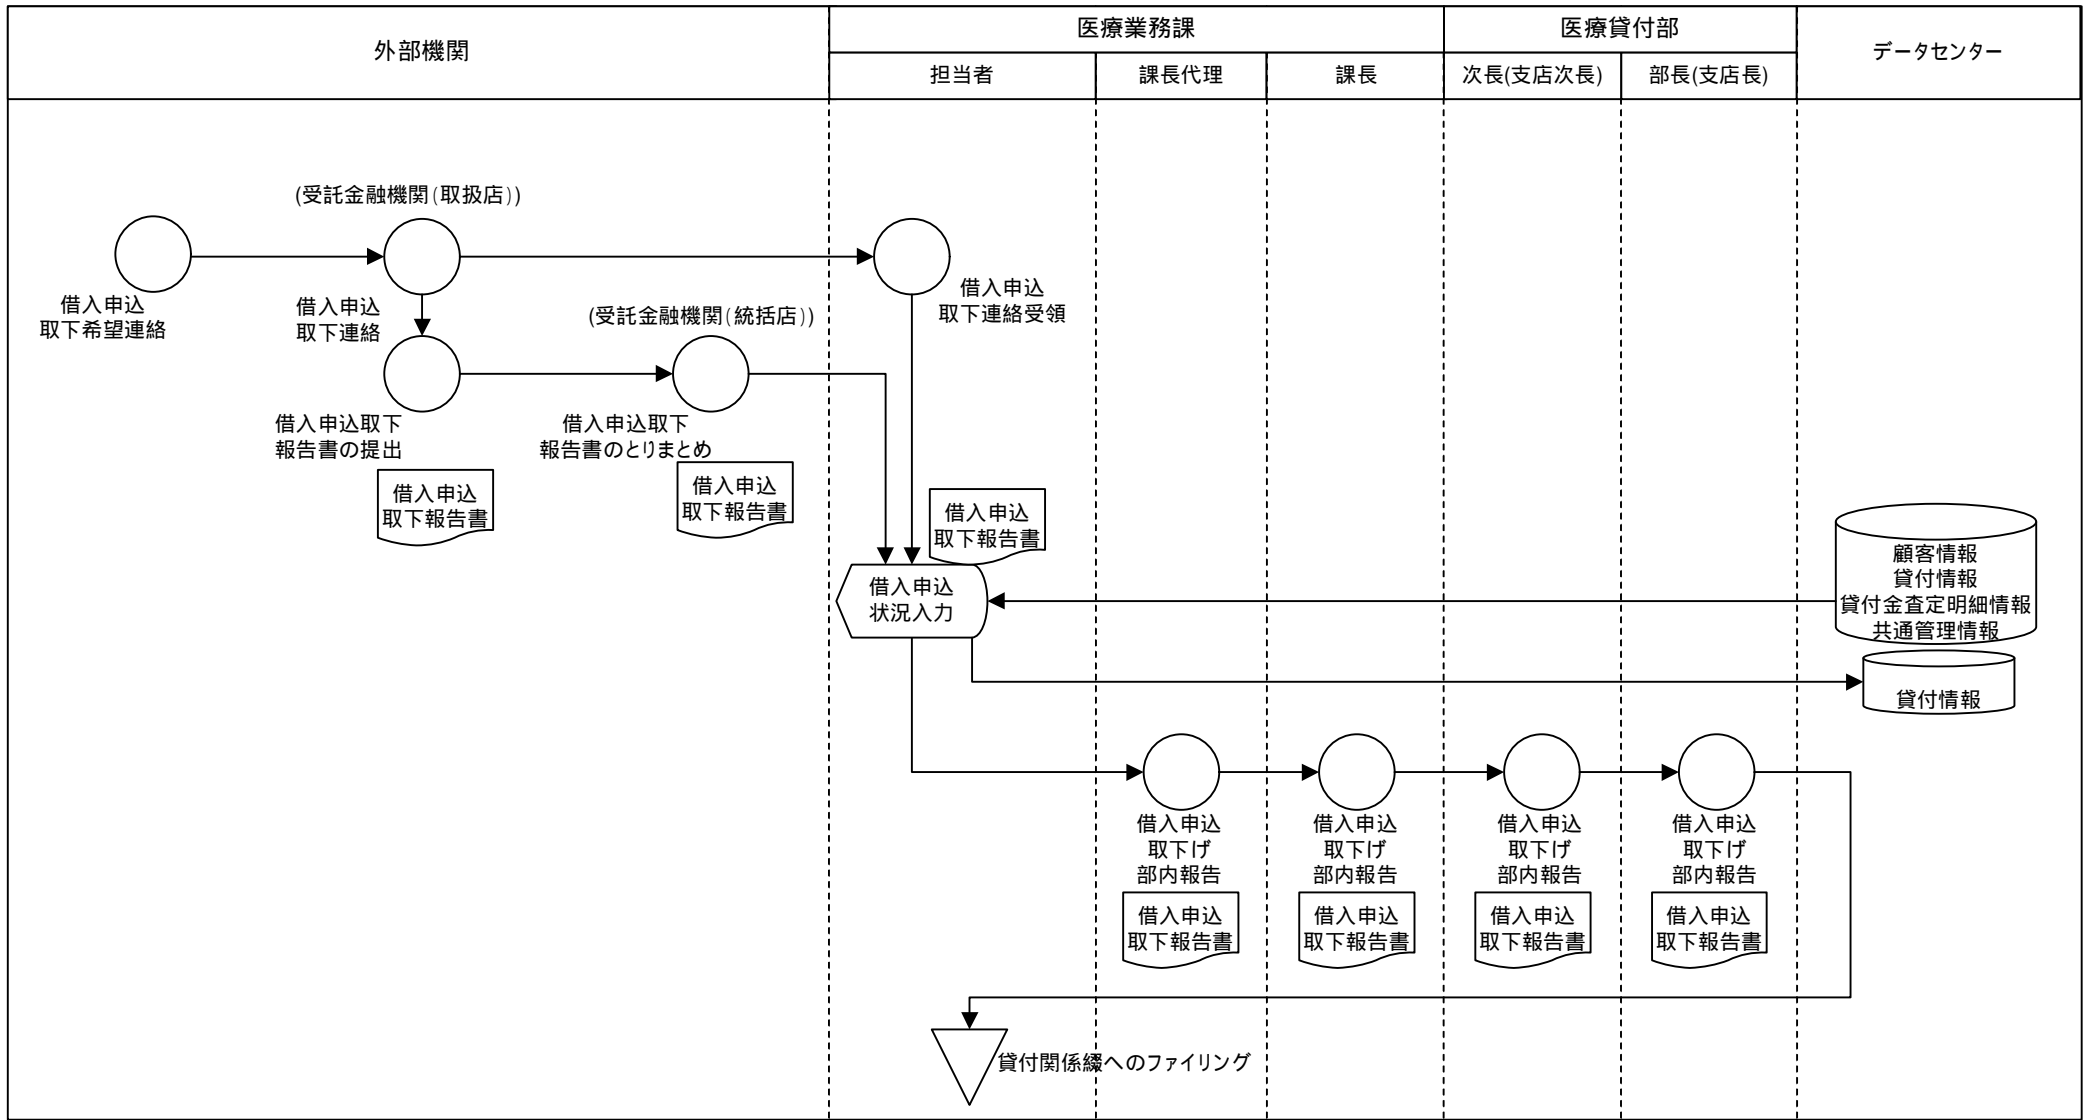 外部機関
医療業務課
医療貸付部
データセンター
担当者
課長代理
課長
次長(支店次長)
部長(支店長)
(受託金融機関(取扱店))
借入申込
取下希望連絡
借入申込
取下連絡
借入申込
取下連絡受領
(受託金融機関(統括店))
借入申込取下
報告書の提出
借入申込取下
報告書のとりまとめ
借入申込
取下報告書
借入申込
取下報告書
借入申込
取下報告書
借入申込
状況入力
顧客情報
貸付情報
貸付金査定明細情報
共通管理情報
貸付情報
借入申込
取下げ
部内報告
借入申込
取下げ
部内報告
借入申込
取下げ
部内報告
借入申込
取下げ
部内報告
借入申込
取下報告書
借入申込
取下報告書
借入申込
取下報告書
借入申込
取下報告書
貸付関係綴へのファイリング